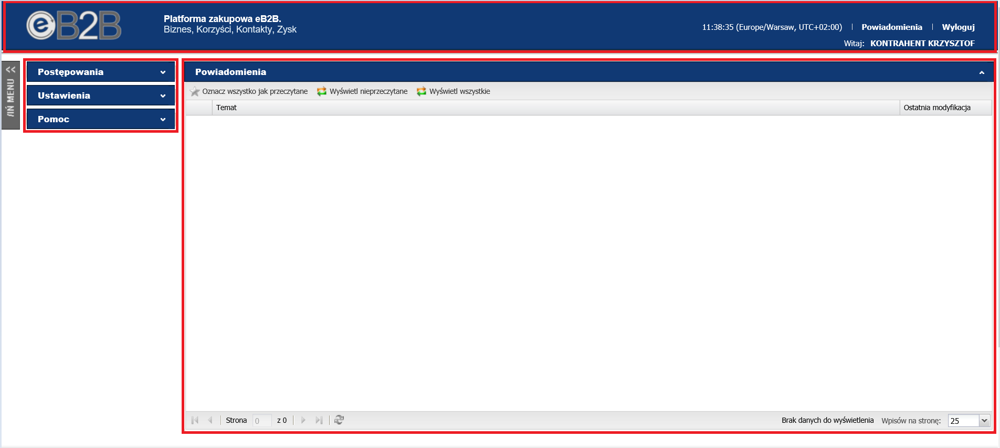 eB2B
Platforma zakupowa eB2B.
Biznes, Korzyści, Kontakty, Zysk
11:38:35 (Europe/Warsaw, UTC+02:00) | Powiadomienia | Wyloguj
Witaj: KONTRAHENT KRZYSZTOF
<< IŃ MENU
Postępowania
Ustawienia
Pomoc
Powiadomienia
Oznacz wszystko jak przeczytane Wyświetl nieprzeczytane Wyświetl wszystkie
Temat Ostatnia modyfikacja
Strona 0 z 0 Brak danych do wyświetlenia Wpisów na stronę: 25